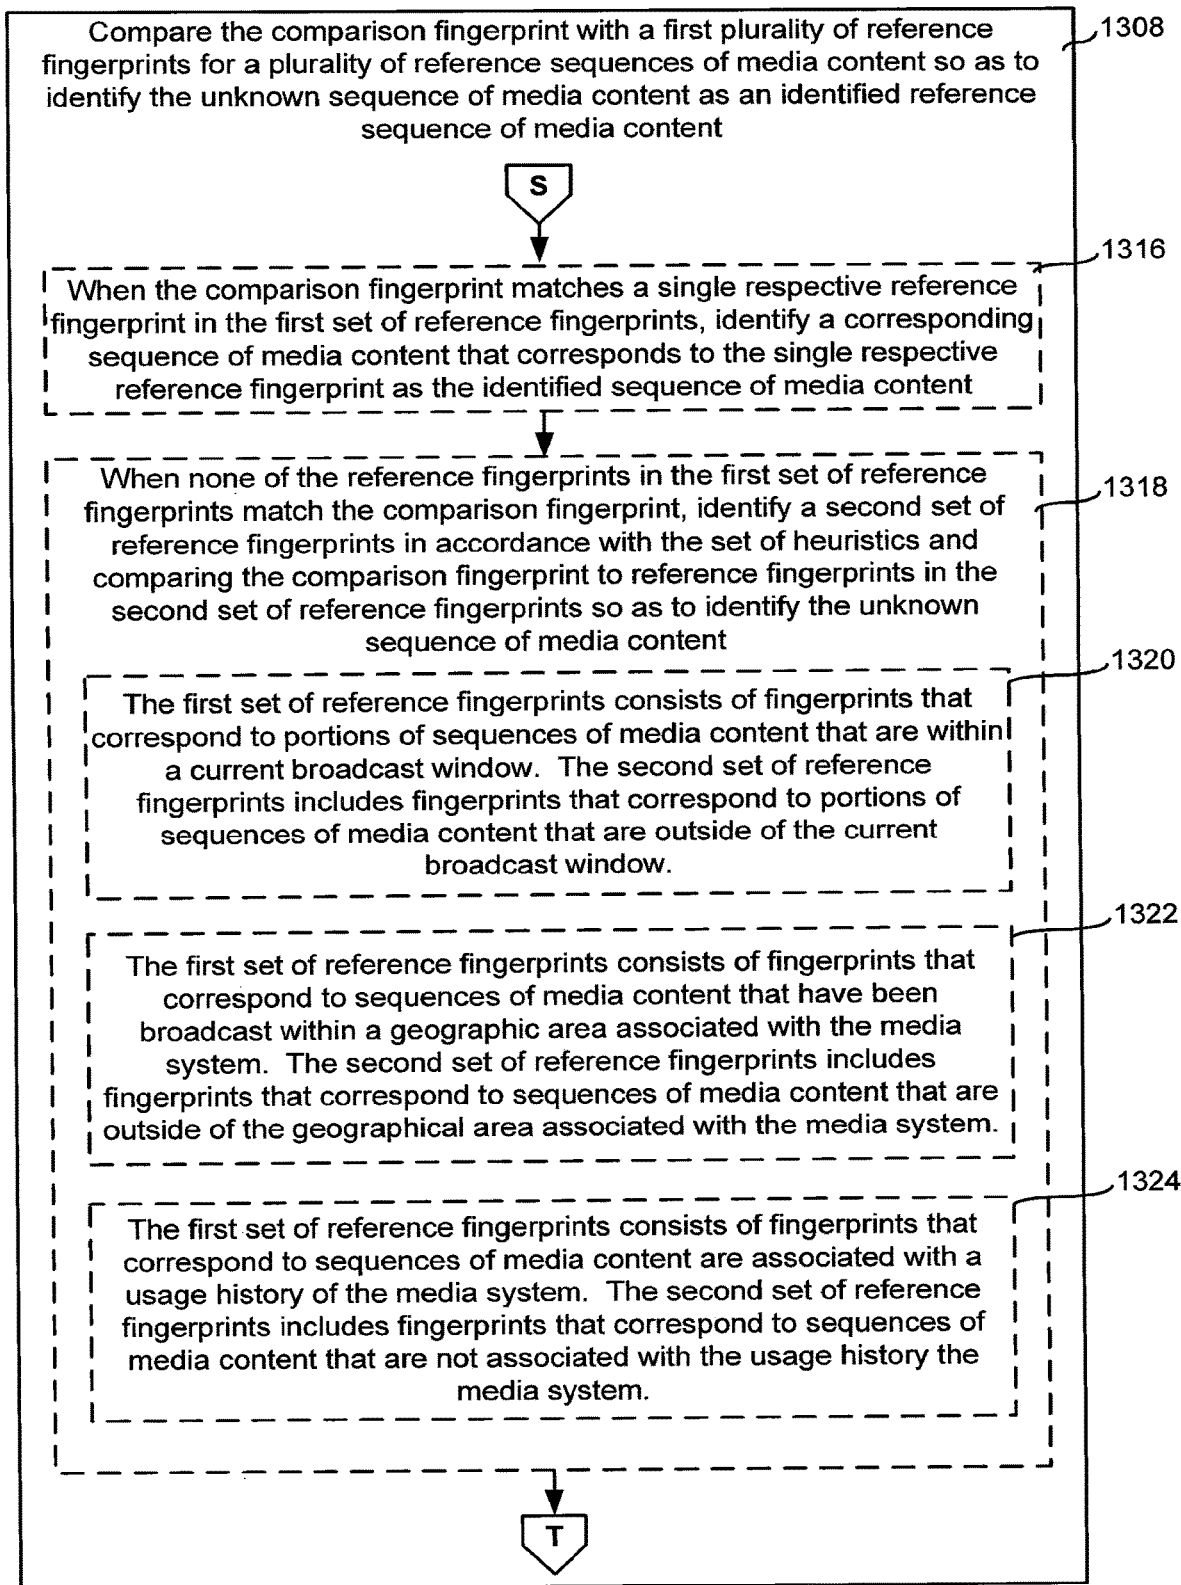 Compare the comparison fingerprint with a first plurality of reference
fingerprints for a plurality of reference sequences of media content so as to
identify the unknown sequence of media content as an identified reference
sequence of media content
1308
S
1316
When the comparison fingerprint matches a single respective reference
fingerprint in the first set of reference fingerprints, identify a corresponding
sequence of media content that corresponds to the single respective
reference fingerprint as the identified sequence of media content
When none of the reference fingerprints in the first set of reference
fingerprints match the comparison fingerprint, identify a second set of
reference fingerprints in accordance with the set of heuristics and
comparing the comparison fingerprint to reference fingerprints in the
second set of reference fingerprints so as to identify the unknown
sequence of media content
1318
1320
The first set of reference fingerprints consists of fingerprints that
correspond to portions of sequences of media content that are within
a current broadcast window. The second set of reference
fingerprints includes fingerprints that correspond to portions of
sequences of media content that are outside of the current
broadcast window.
1322
The first set of reference fingerprints consists of fingerprints that
correspond to sequences of media content that have been
broadcast within a geographic area associated with the media
system. The second set of reference fingerprints includes
fingerprints that correspond to sequences of media content that are
outside of the geographical area associated with the media system.
1324
The first set of reference fingerprints consists of fingerprints that
correspond to sequences of media content are associated with a
usage history of the media system. The second set of reference
fingerprints includes fingerprints that correspond to sequences of
media content that are not associated with the usage history the
media system.
T